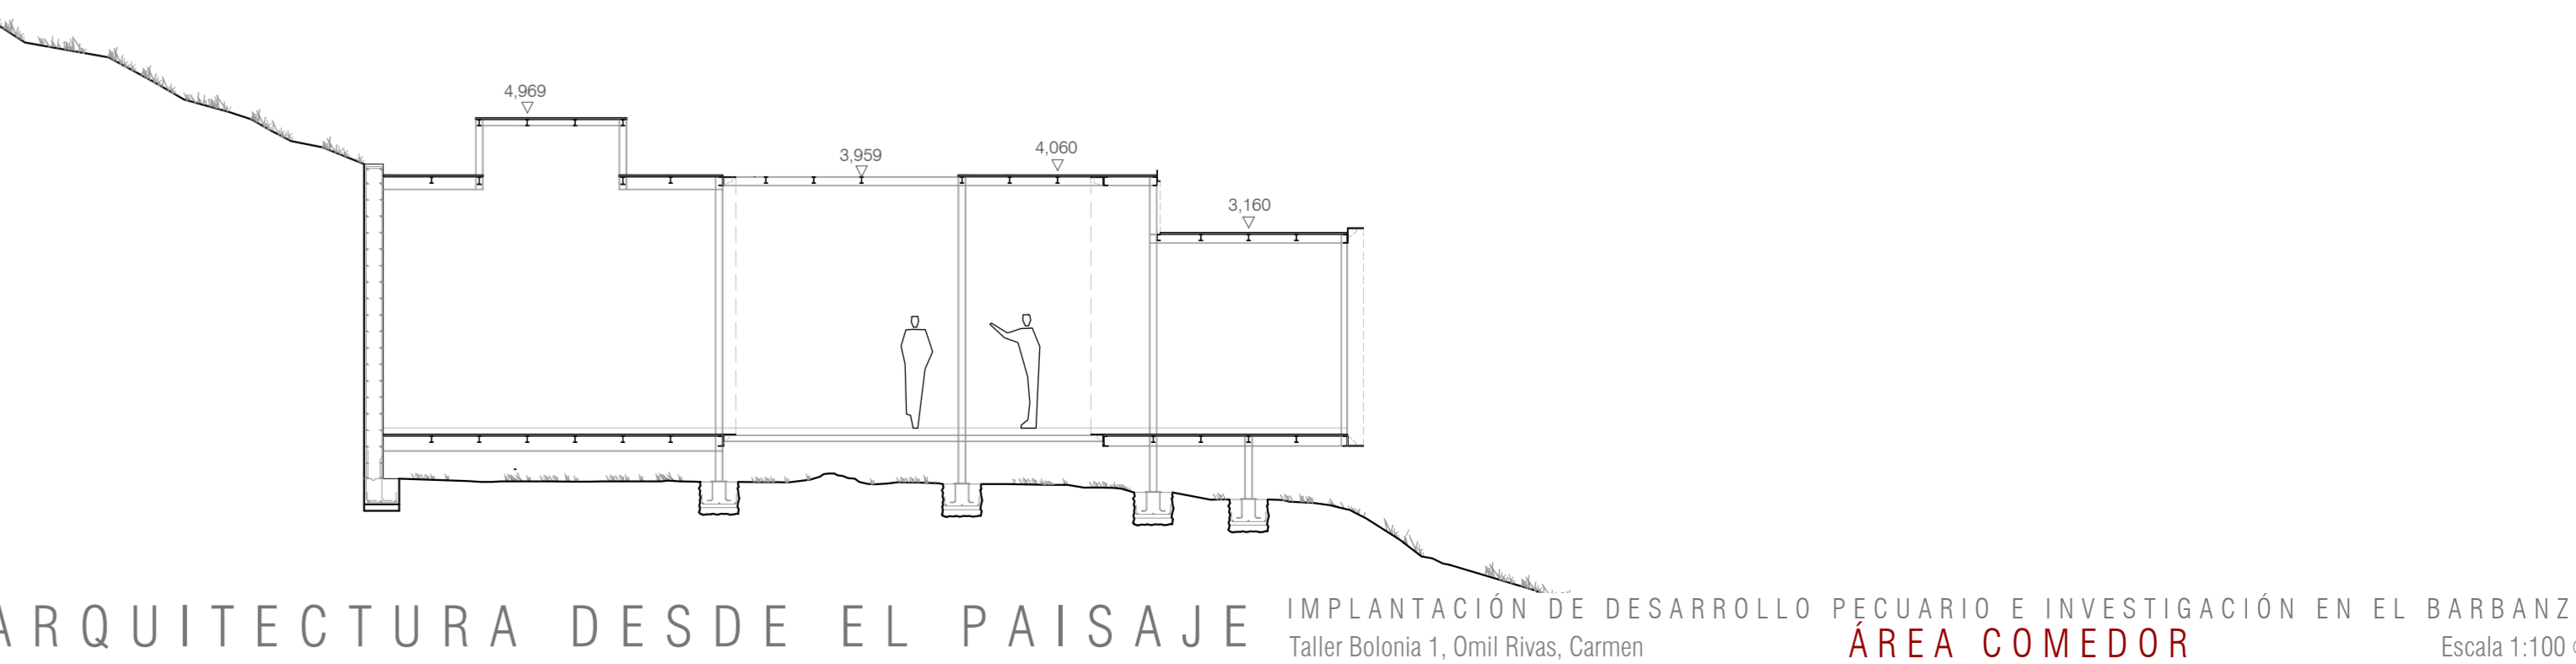 4,969
3,959
4,060
3,160
ARQUITECTURA DESDE EL PAISAJE
IMPLANTACIÓN DE DESARROLLO PECUARIO E INVESTIGACIÓN EN EL BARBANZ
Taller Bolonia 1, Omil Rivas, Carmen
ÁREA COMEDOR
Escala 1:100